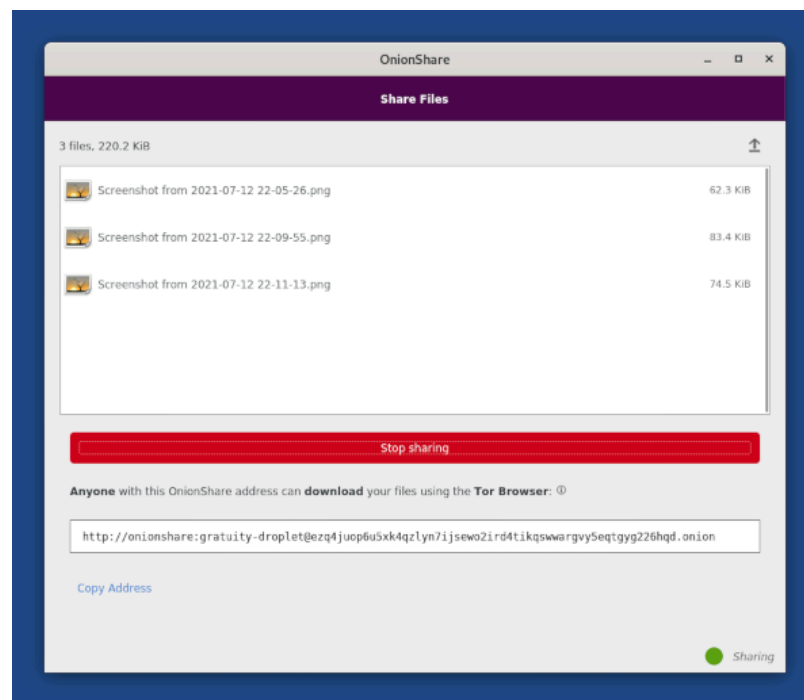 OnionShare
Share Files
3 files, 220.2 KiB
Screenshot from 2021-07-12 22-05-26.png 62.3 KiB
Screenshot from 2021-07-12 22-09-55.png 83.4 KiB
Screenshot from 2021-07-12 22-11-13.png 74.5 KiB
Stop sharing
Anyone with this OnionShare address can download your files using the Tor Browser:
http://onionshare:gratuity-droplet@ezq4juop6u5xk4qzlyn7ijsewo2ird4tikqswwargvy5eqtgyg226hqd.onion
Copy Address
Sharing